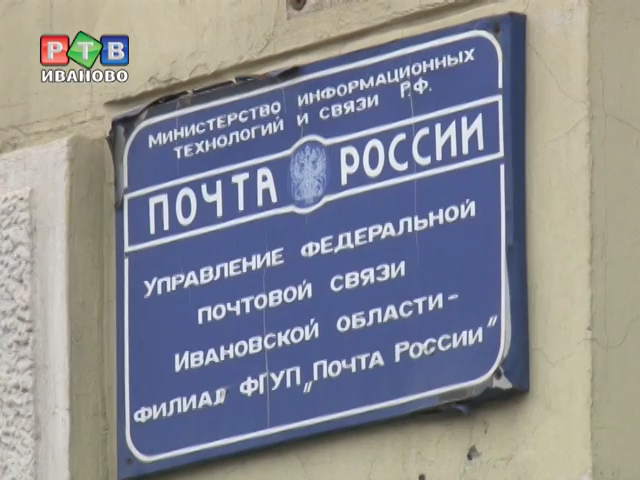 РТВ
ИВАНОВО
МИНИСТЕРСТВО ИНФОРМАЦИОННЫХ
ТЕХНОЛОГИЙ И СВЯЗИ Р.Ф.
ПОЧТА РОССИИ
УПРАВЛЕНИЕ ФЕДЕРАЛЬНОЙ
ПОЧТОВОЙ СВЯЗИ
ИВАНОВСКОЙ ОБЛАСТИ-
ФИЛИАЛ ФГУП „ПОЧТА РОССИИ"